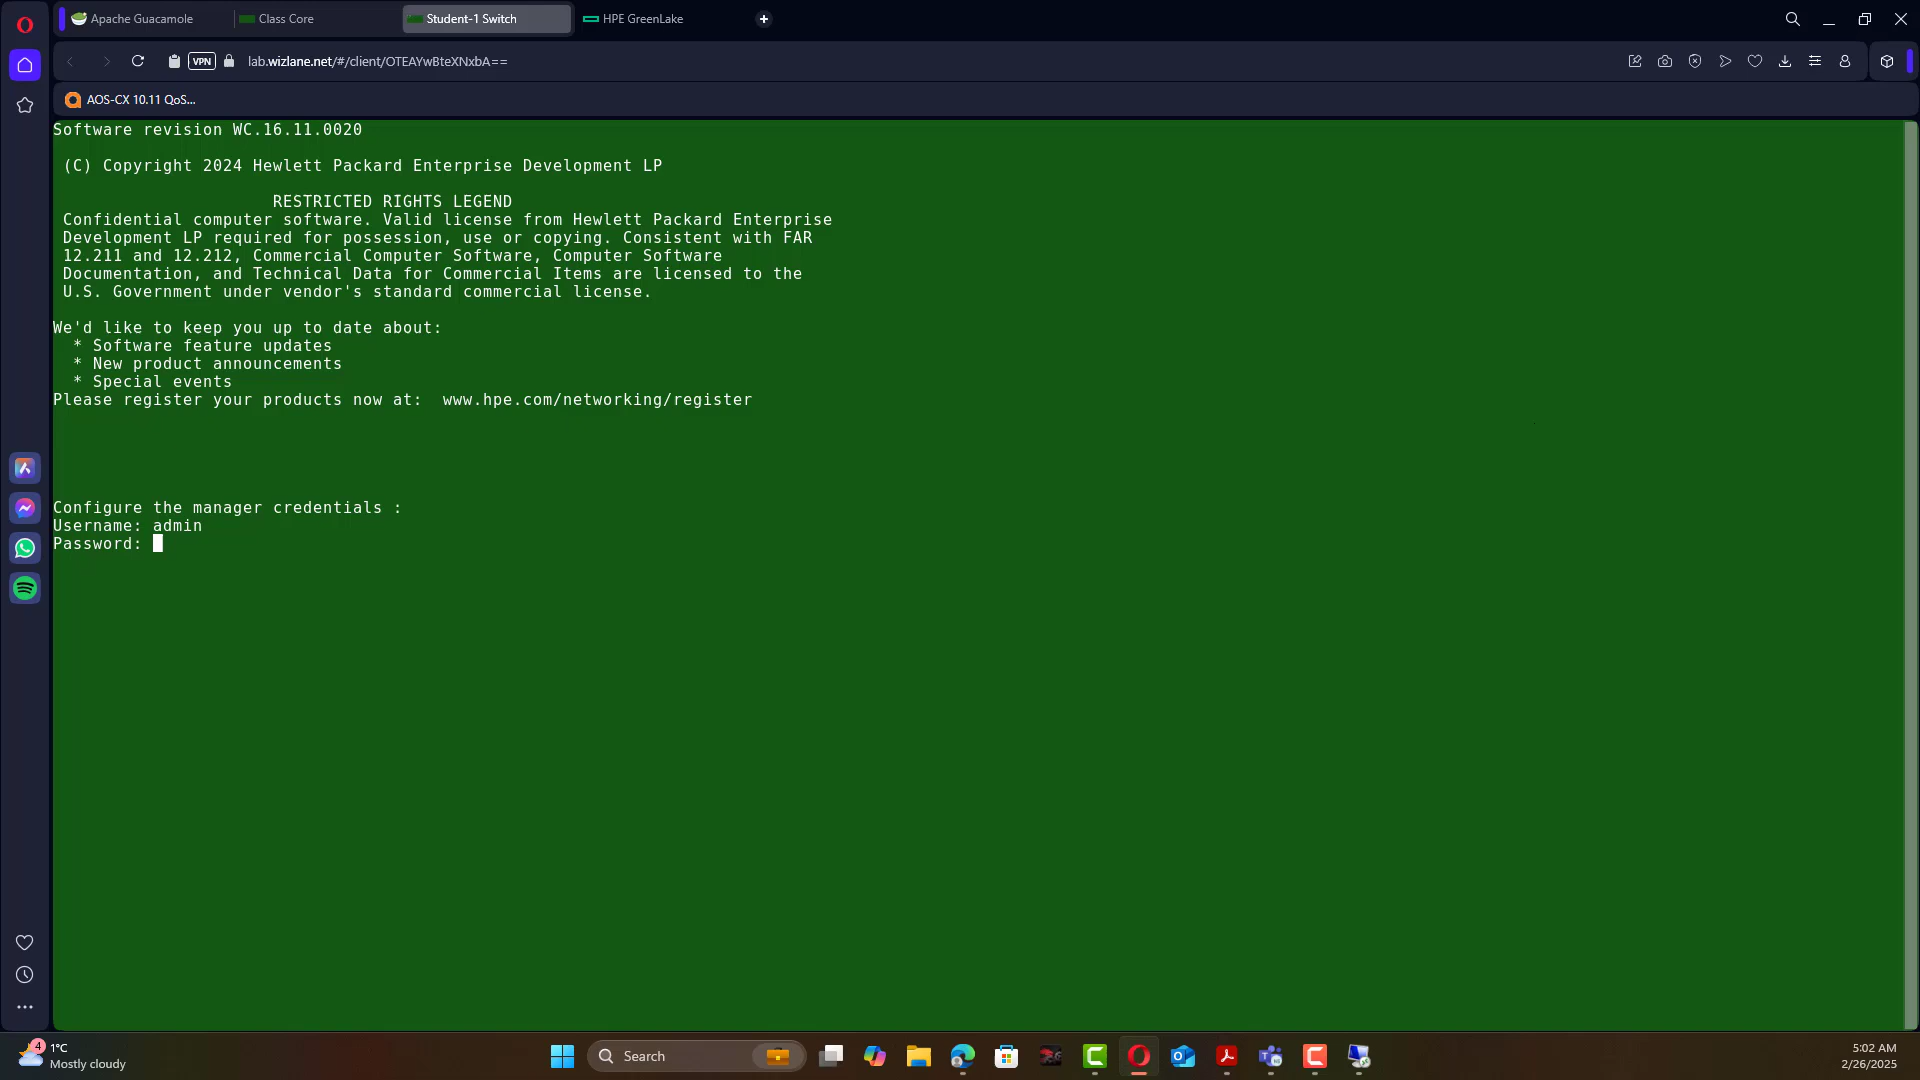 Apache Guacamole
Class Core
Student-1 Switch
HPE GreenLake
VPN
lab.wizlane.net/#/client/OTEAYwBteXNxbA==
AOS-CX 10.11 QoS...
Software revision WC.16.11.0020
(C) Copyright 2024 Hewlett Packard Enterprise Development LP
RESTRICTED RIGHTS LEGEND
Confidential computer software. Valid license from Hewlett Packard Enterprise
Development LP required for possession, use or copying. Consistent with FAR
12.211 and 12.212, Commercial Computer Software, Computer Software
Documentation, and Technical Data for Commercial Items are licensed to the
U.S. Government under vendor's standard commercial license.
We'd like to keep you up to date about:
* Software feature updates
* New product announcements
* Special events
Please register your products now at:  www.hpe.com/networking/register
Configure the manager credentials :
Username: admin
Password:
4
1°C
Mostly cloudy
Search
5:02 AM
2/26/2025